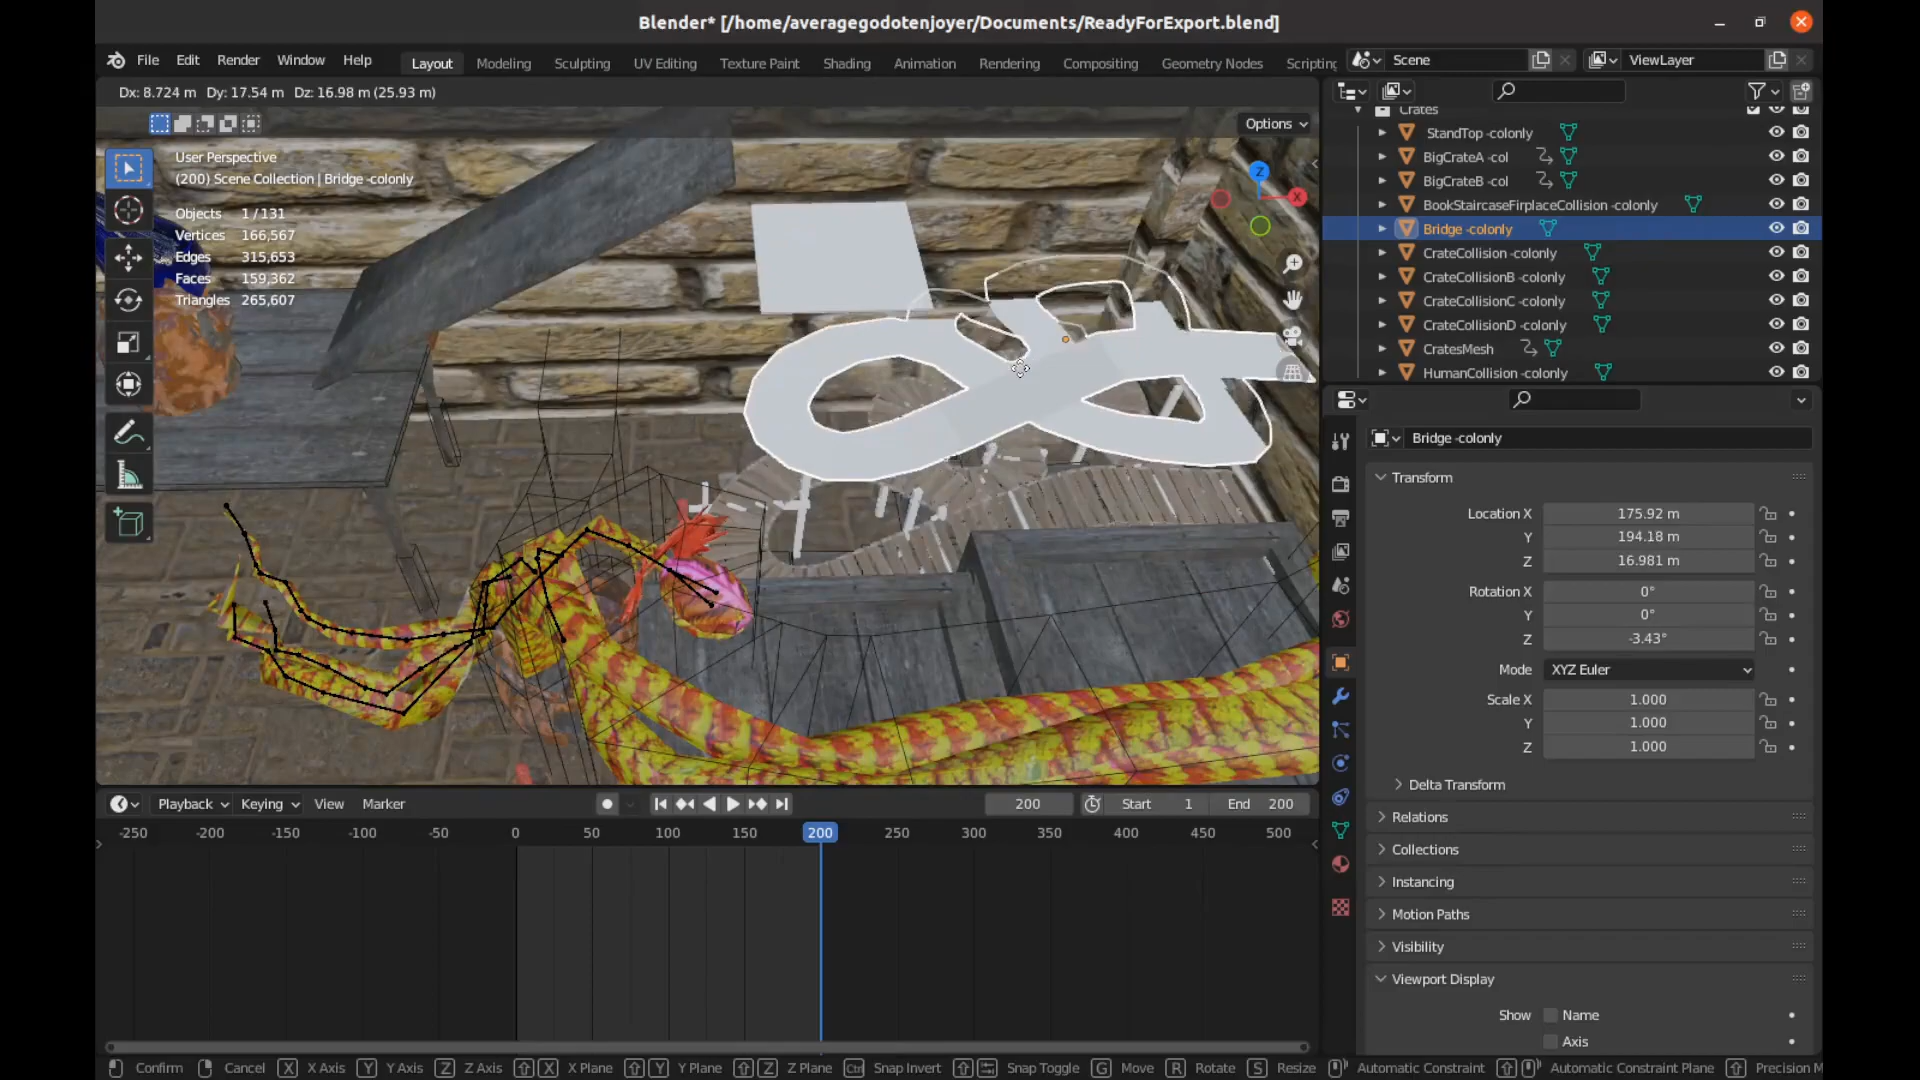 Blender* [/home/averagegodotenjoyer/Documents/ReadyForExport.blend]
File Edit Render Window Help Layout Modeling Sculpting UV Editing Texture Paint Shading Animation Rendering Compositing Geometry Nodes Scripting Scene ViewLayer
Dx: 8.724 m Dy: 17.54 m Dz: 16.98 m (25.93 m)
Options
User Perspective
(200) Scene Collection | Bridge -colonly
Objects 1 / 131
Vertices 166,567
Edges 315,653
Faces 159,362
Triangles 265,607
Z
X
Crates
StandTop -colonly
BigCrateA -col
BigCrateB -col
BookStaircaseFirplaceCollision -colonly
Bridge -colonly
CrateCollision -colonly
CrateCollisionB -colonly
CrateCollisionC -colonly
CrateCollisionD -colonly
CratesMesh
HumanCollision -colonly
Bridge -colonly
Transform
Location X 175.92 m
Y 194.18 m
Z 16.981 m
Rotation X 0°
Y 0°
Z -3.43°
Mode XYZ Euler
Scale X 1.000
Y 1.000
Z 1.000
Delta Transform
Relations
Collections
Instancing
Motion Paths
Visibility
Viewport Display
Show Name
Axis
Playback Keying View Marker 200 Start 1 End 200
-250 -200 -150 -100 -50 0 50 100 150 200 250 300 350 400 450 500
Confirm Cancel X X Axis Y Y Axis Z Z Axis X X Plane Y Y Plane Z Z Plane Ctrl Snap Invert Snap Toggle G Move R Rotate S Resize Automatic Constraint Automatic Constraint Plane Precision M